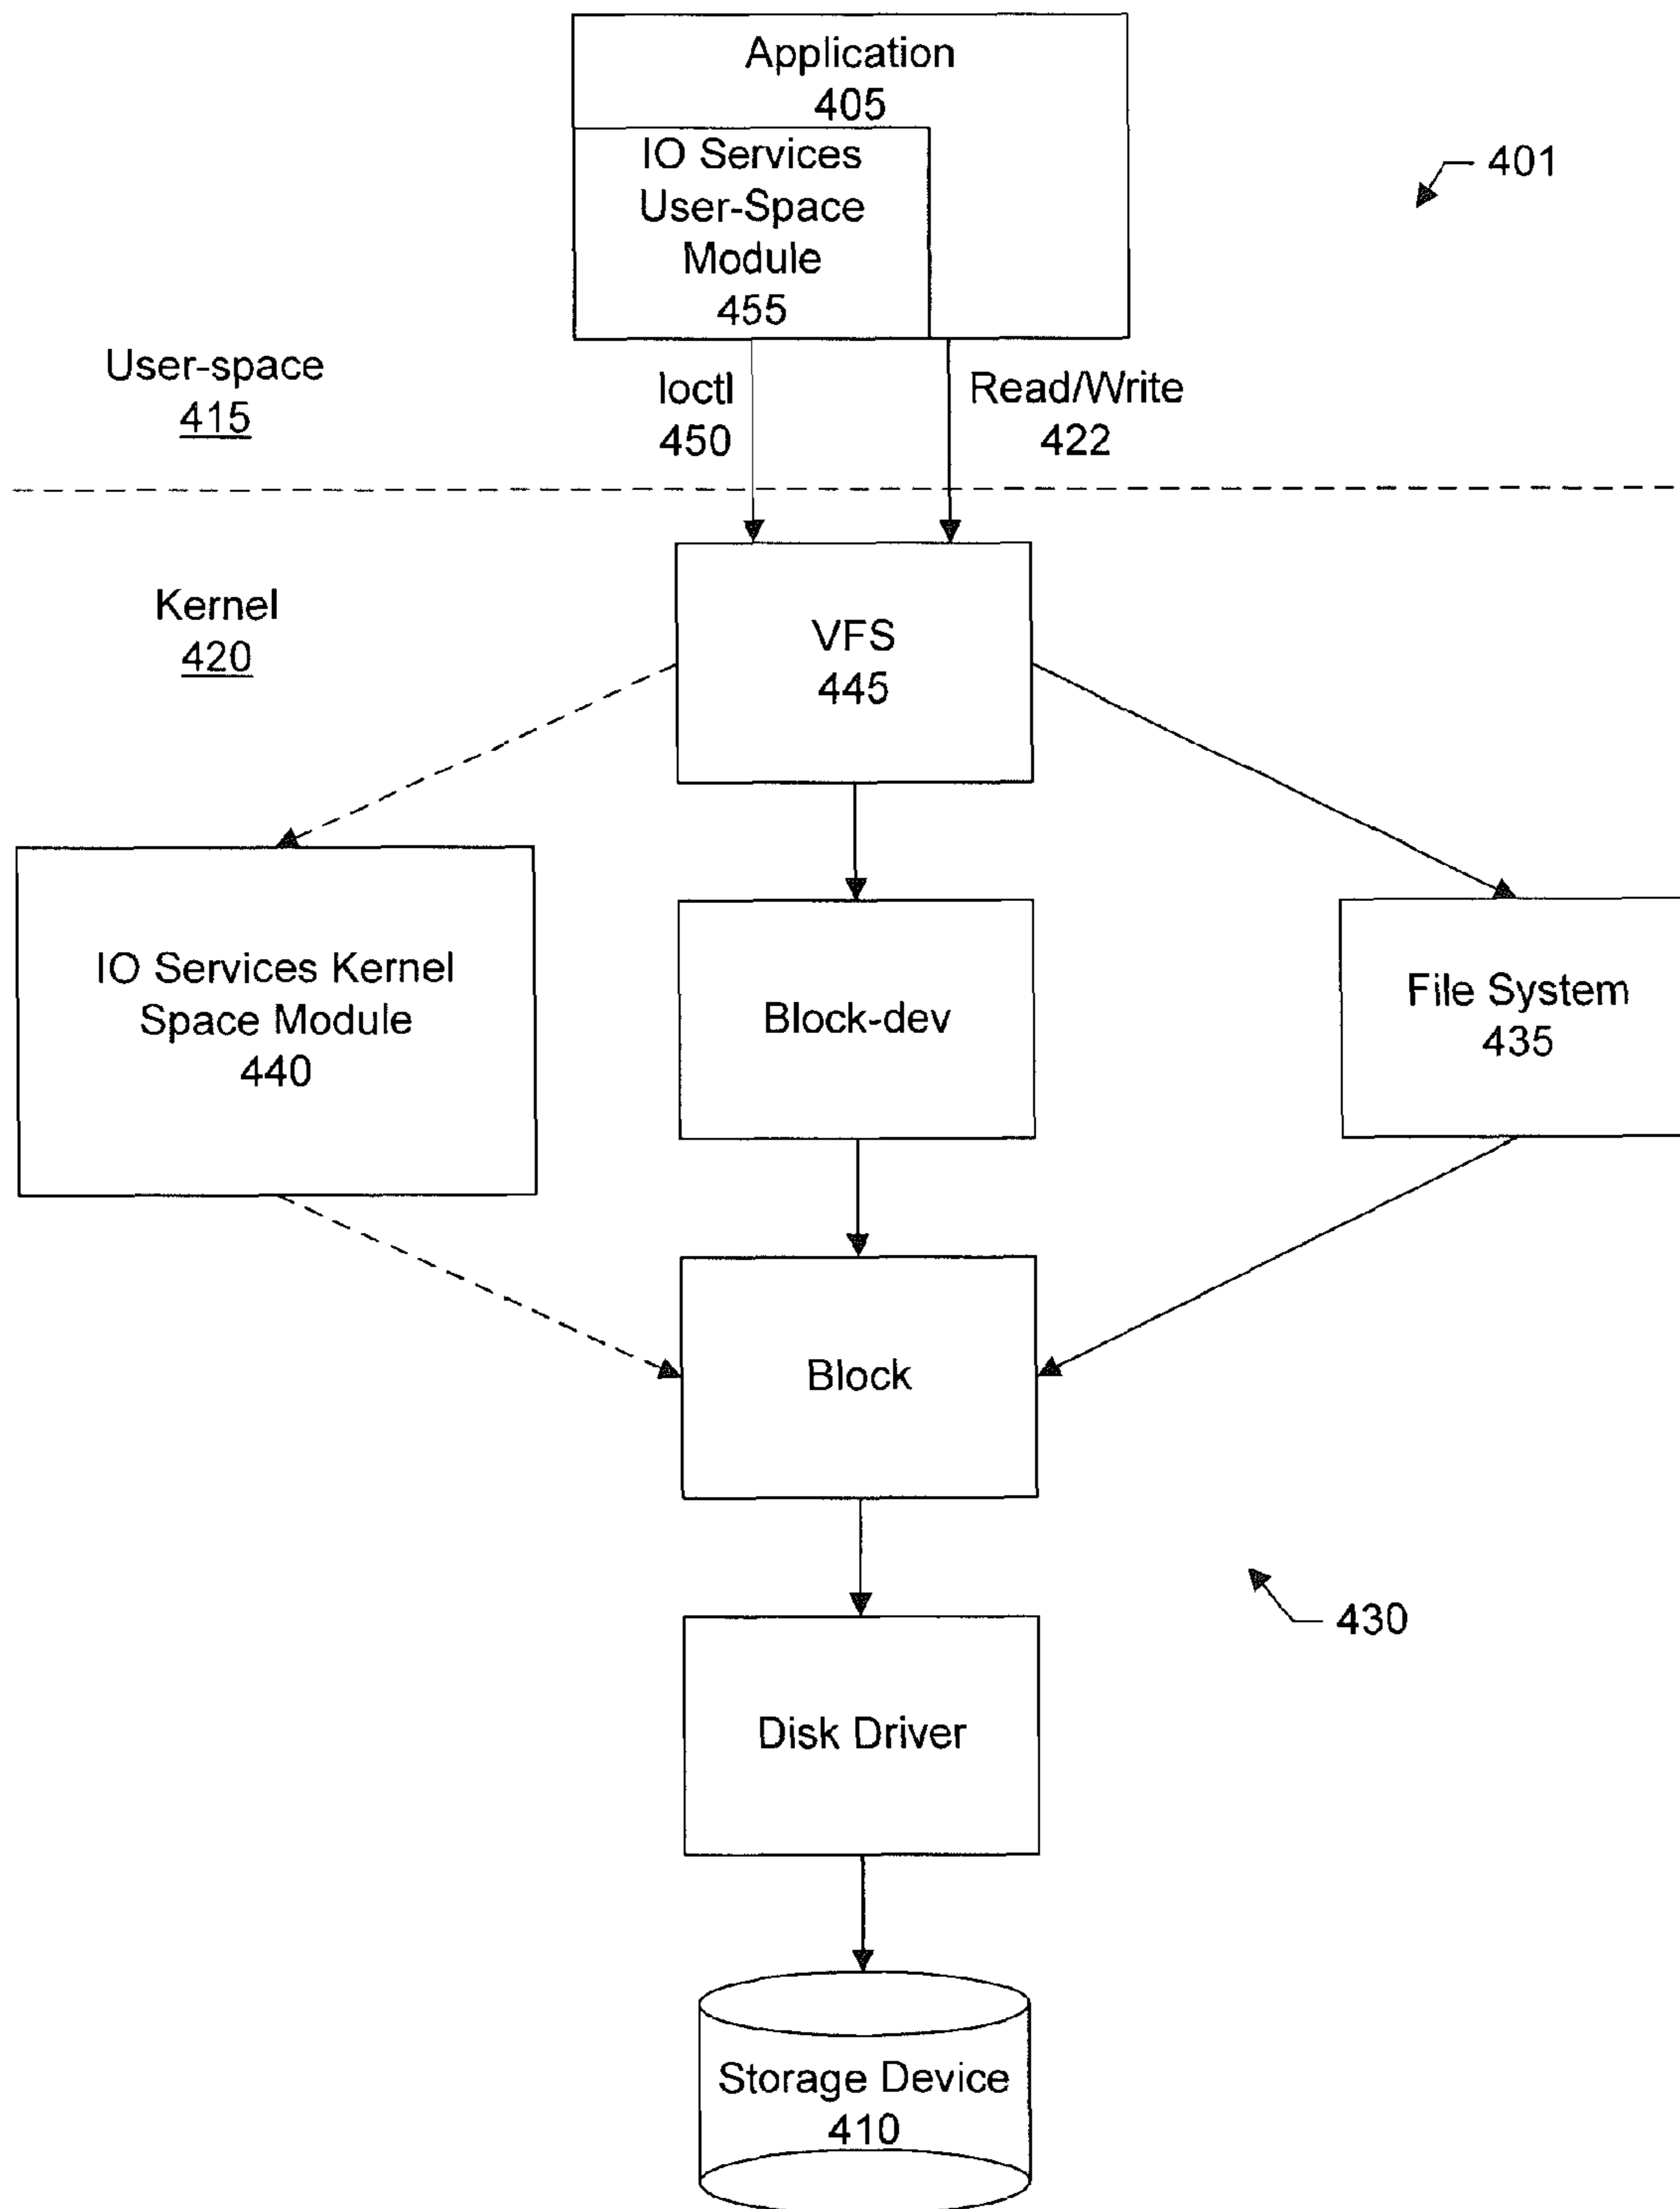 Application
405
IO Services
User-Space
Module
455
401
User-space
415
Ioctl
450
Read/Write
422
Kernel
420
VFS
445
IO Services Kernel
Space Module
440
Block-dev
File System
435
Block
430
Disk Driver
Storage Device
410